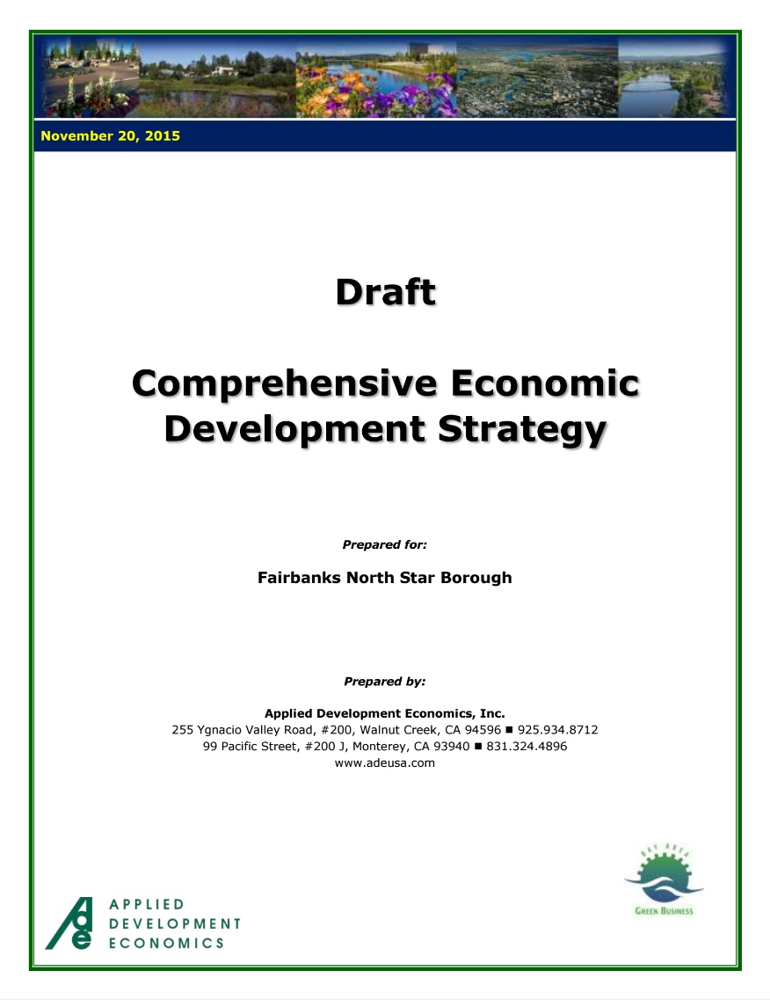 November 20, 2015
Draft
Comprehensive Economic
Development Strategy
Prepared for:
Fairbanks North Star Borough
Prepared by:
Applied Development Economics, Inc.
255 Ygnacio Valley Road, #200, Walnut Creek, CA 94596 ■ 925.934.8712
99 Pacific Street, #200 J, Monterey, CA 93940 ■ 831.324.4896
www.adeusa.com
BAY AREA
GREEN BUSINESS
ade
APPLIED
DEVELOPMENT
ECONOMICS